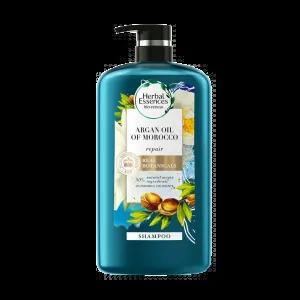 Herbal
Essences
bio:renew
ARGAN OIL
OF MOROCCO
repair
REAL
BOTANICALS
SHAMPOO